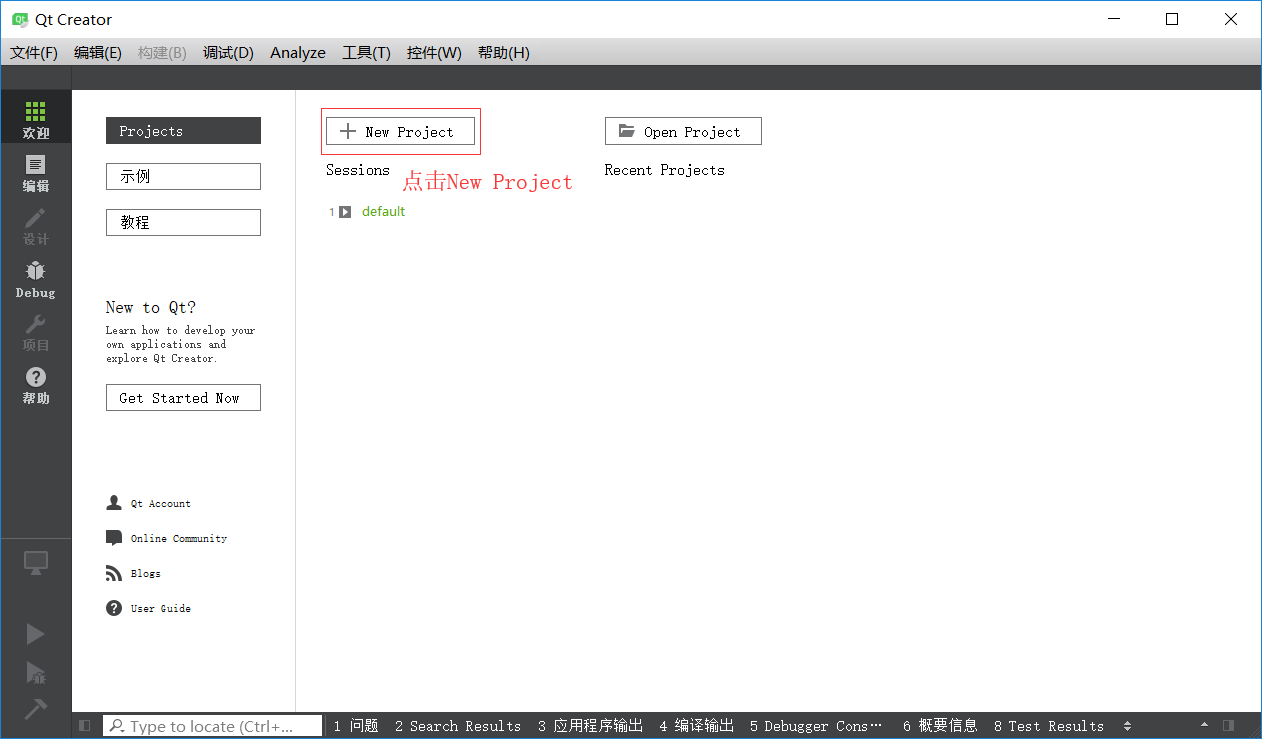 Qt Creator
文件(F) 编辑(E) 构建(B) 调试(D) Analyze 工具(T) 控件(W) 帮助(H)
欢迎
编辑
设计
Debug
项目
帮助
Projects
示例
教程
New to Qt?
Learn how to develop your
own applications and
explore Qt Creator.
Get Started Now
Qt Account
Online Community
Blogs
User Guide
New Project
Sessions
点击New Project
1 default
Open Project
Recent Projects
Type to locate (Ctrl+...
1 问题 2 Search Results 3 应用程序输出 4 编译输出 5 Debugger Cons… 6 概要信息 8 Test Results